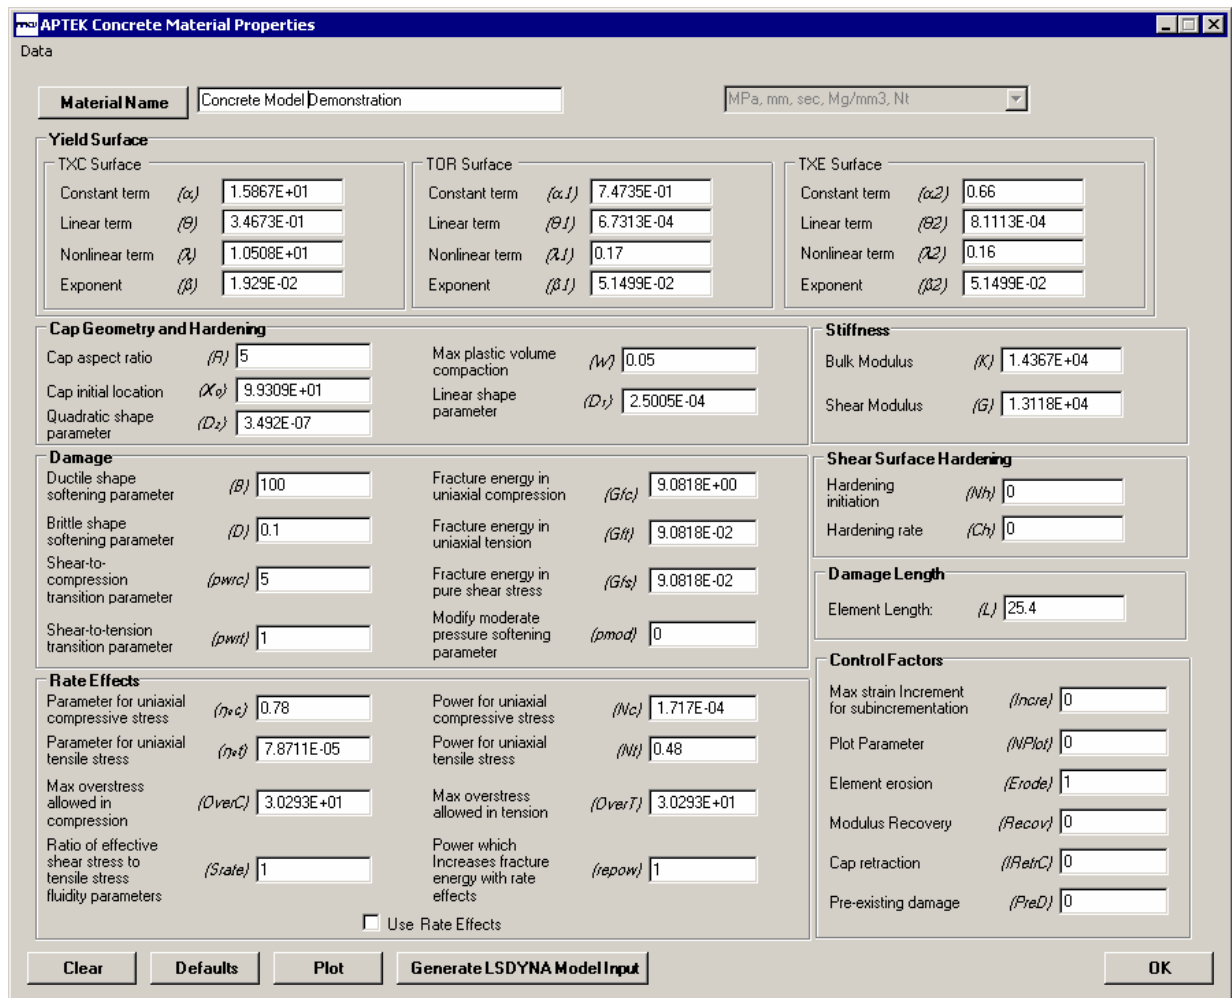 APTEK Concrete Material Properties
Data
Material Name
Concrete Model Demonstration
MPa, mm, sec, Mg/mm3, Nt
Yield Surface
TXC Surface
Constant term (α) 1.5867E+01
Linear term (θ) 3.4673E-01
Nonlinear term (λ) 1.0508E+01
Exponent (β) 1.929E-02
TOR Surface
Constant term (α1) 7.4735E-01
Linear term (θ1) 6.7313E-04
Nonlinear term (λ1) 0.17
Exponent (β1) 5.1499E-02
TXE Surface
Constant term (α2) 0.66
Linear term (θ2) 8.1113E-04
Nonlinear term (λ2) 0.16
Exponent (β2) 5.1499E-02
Cap Geometry and Hardening
Cap aspect ratio (R) 5
Cap initial location (X₀) 9.9309E+01
Quadratic shape
parameter (D₂) 3.492E-07
Max plastic volume
compaction (W) 0.05
Linear shape
parameter (D₁) 2.5005E-04
Stiffness
Bulk Modulus (K) 1.4367E+04
Shear Modulus (G) 1.3118E+04
Damage
Ductile shape
softening parameter (B) 100
Brittle shape
softening parameter (D) 0.1
Shear-to-
compression
transition parameter (pwrc) 5
Shear-to-tension
transition parameter (pwrt) 1
Fracture energy in
uniaxial compression (Gfc) 9.0818E+00
Fracture energy in
uniaxial tension (Gft) 9.0818E-02
Fracture energy in
pure shear stress (Gfs) 9.0818E-02
Modify moderate
pressure softening
parameter (pmod) 0
Shear Surface Hardening
Hardening
initiation (Nh) 0
Hardening rate (Ch) 0
Damage Length
Element Length: (L) 25.4
Rate Effects
Parameter for uniaxial
compressive stress (η₀c) 0.78
Parameter for uniaxial
tensile stress (η₀t) 7.8711E-05
Max overstress
allowed in
compression (OverC) 3.0293E+01
Ratio of effective
shear stress to
tensile stress
fluidity parameters (Srate) 1
Power for uniaxial
compressive stress (Nc) 1.717E-04
Power for uniaxial
tensile stress (Nt) 0.48
Max overstress
allowed in tension (OverT) 3.0293E+01
Power which
Increases fracture
energy with rate
effects (repow) 1
Use Rate Effects
Control Factors
Max strain Increment
for subincrementation (Incre) 0
Plot Parameter (NPlot) 0
Element erosion (Erode) 1
Modulus Recovery (Recov) 0
Cap retraction (IRetrC) 0
Pre-existing damage (PreD) 0
Clear
Defaults
Plot
Generate LSDYNA Model Input
OK